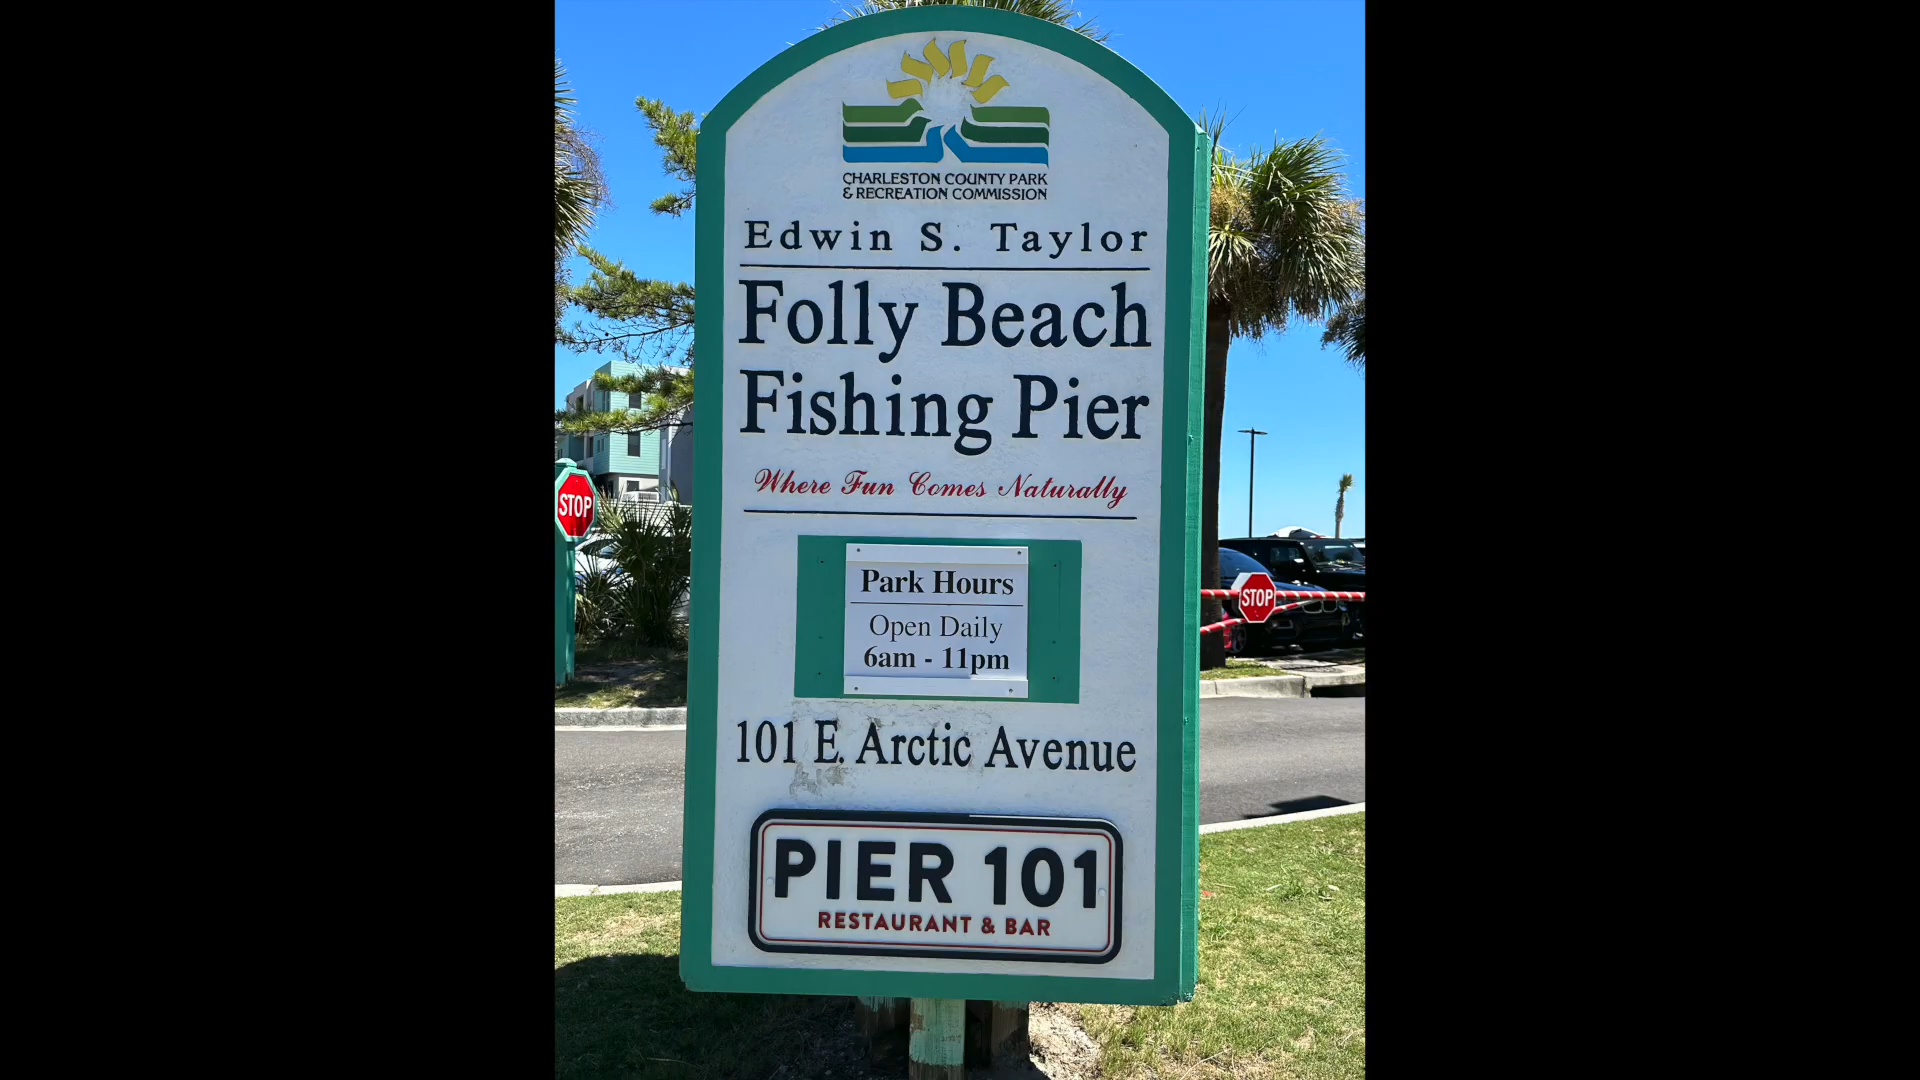 CHARLESTON COUNTY PARK
& RECREATION COMMISSION
Edwin S. Taylor
Folly Beach
Fishing Pier
Where Fun Comes Naturally
Park Hours
Open Daily
6am - 11pm
101 E. Arctic Avenue
PIER 101
RESTAURANT & BAR
STOP
STOP